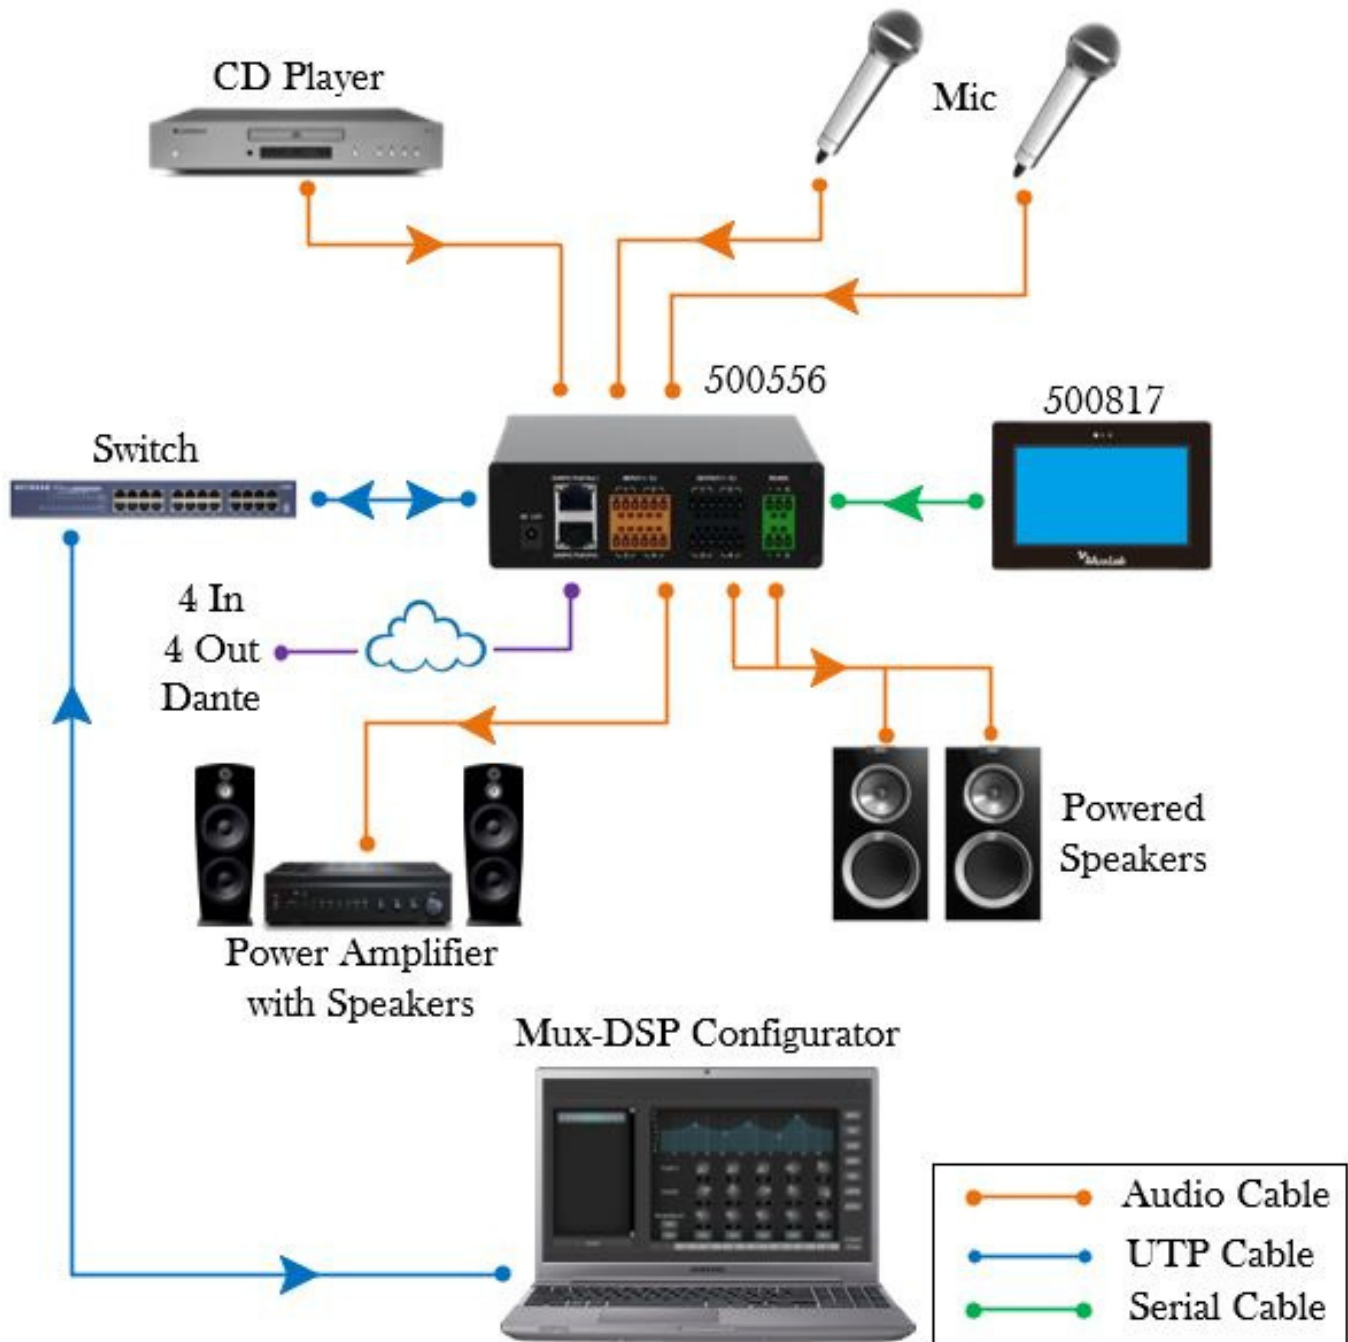 CD Player
Mic
500556
500817
Switch
MuxLab
4 In
4 Out
Dante
Powered
Speakers
Power Amplifier
with Speakers
Mux-DSP Configurator
Audio Cable
UTP Cable
Serial Cable